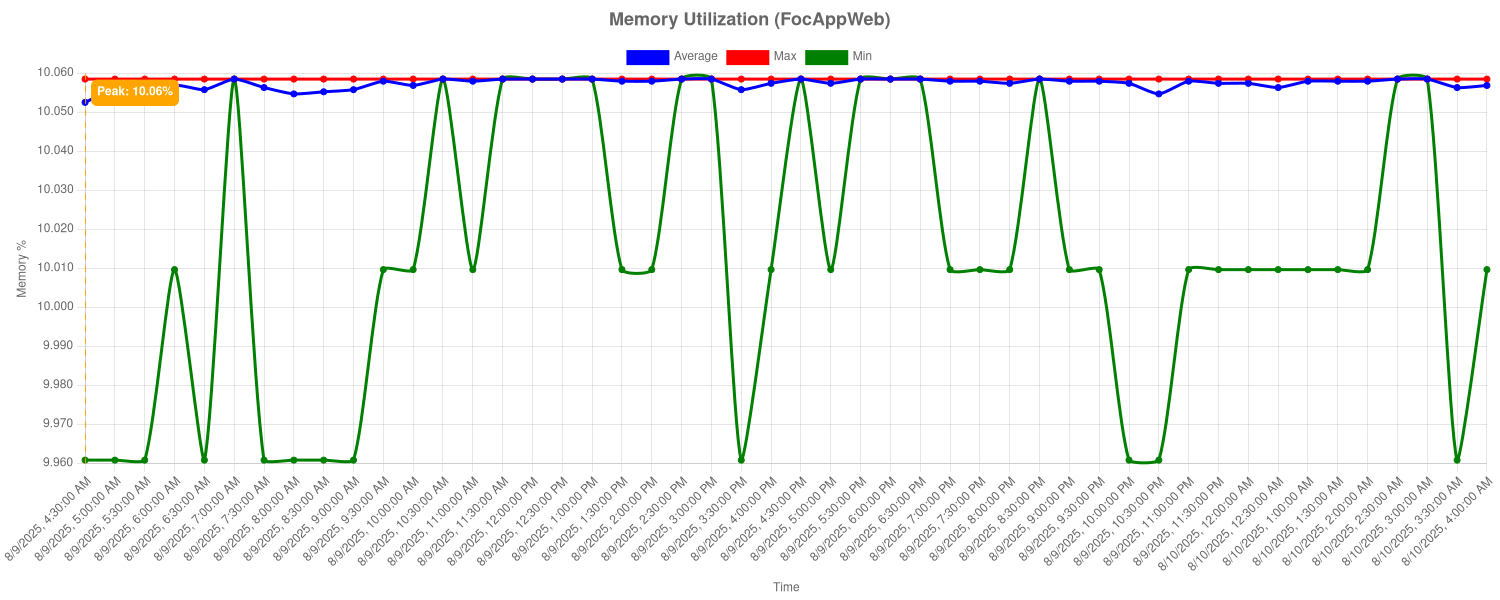 Memory Utilization (FocAppWeb)
Average Max Min
10.060
Peak: 10.06%
10.050
10.040
10.030
10.020
10.010
10.000
9.990
9.980
9.970
9.960
Memory %
8/9/2025, 4:30:00 AM
8/9/2025, 5:00:00 AM
8/9/2025, 5:30:00 AM
8/9/2025, 6:00:00 AM
8/9/2025, 6:30:00 AM
8/9/2025, 7:00:00 AM
8/9/2025, 7:30:00 AM
8/9/2025, 8:00:00 AM
8/9/2025, 8:30:00 AM
8/9/2025, 9:00:00 AM
8/9/2025, 9:30:00 AM
8/9/2025, 10:00:00 AM
8/9/2025, 10:30:00 AM
8/9/2025, 11:00:00 AM
8/9/2025, 11:30:00 AM
8/9/2025, 12:00:00 PM
8/9/2025, 12:30:00 PM
8/9/2025, 1:00:00 PM
8/9/2025, 1:30:00 PM
8/9/2025, 2:00:00 PM
8/9/2025, 2:30:00 PM
8/9/2025, 3:00:00 PM
8/9/2025, 3:30:00 PM
8/9/2025, 4:00:00 PM
8/9/2025, 4:30:00 PM
8/9/2025, 5:00:00 PM
8/9/2025, 5:30:00 PM
8/9/2025, 6:00:00 PM
8/9/2025, 6:30:00 PM
8/9/2025, 7:00:00 PM
8/9/2025, 7:30:00 PM
8/9/2025, 8:00:00 PM
8/9/2025, 8:30:00 PM
8/9/2025, 9:00:00 PM
8/9/2025, 9:30:00 PM
8/9/2025, 10:00:00 PM
8/9/2025, 10:30:00 PM
8/9/2025, 11:00:00 PM
8/9/2025, 11:30:00 PM
8/10/2025, 12:00:00 AM
8/10/2025, 12:30:00 AM
8/10/2025, 1:00:00 AM
8/10/2025, 1:30:00 AM
8/10/2025, 2:00:00 AM
8/10/2025, 2:30:00 AM
8/10/2025, 3:00:00 AM
8/10/2025, 3:30:00 AM
8/10/2025, 4:00:00 AM
Time